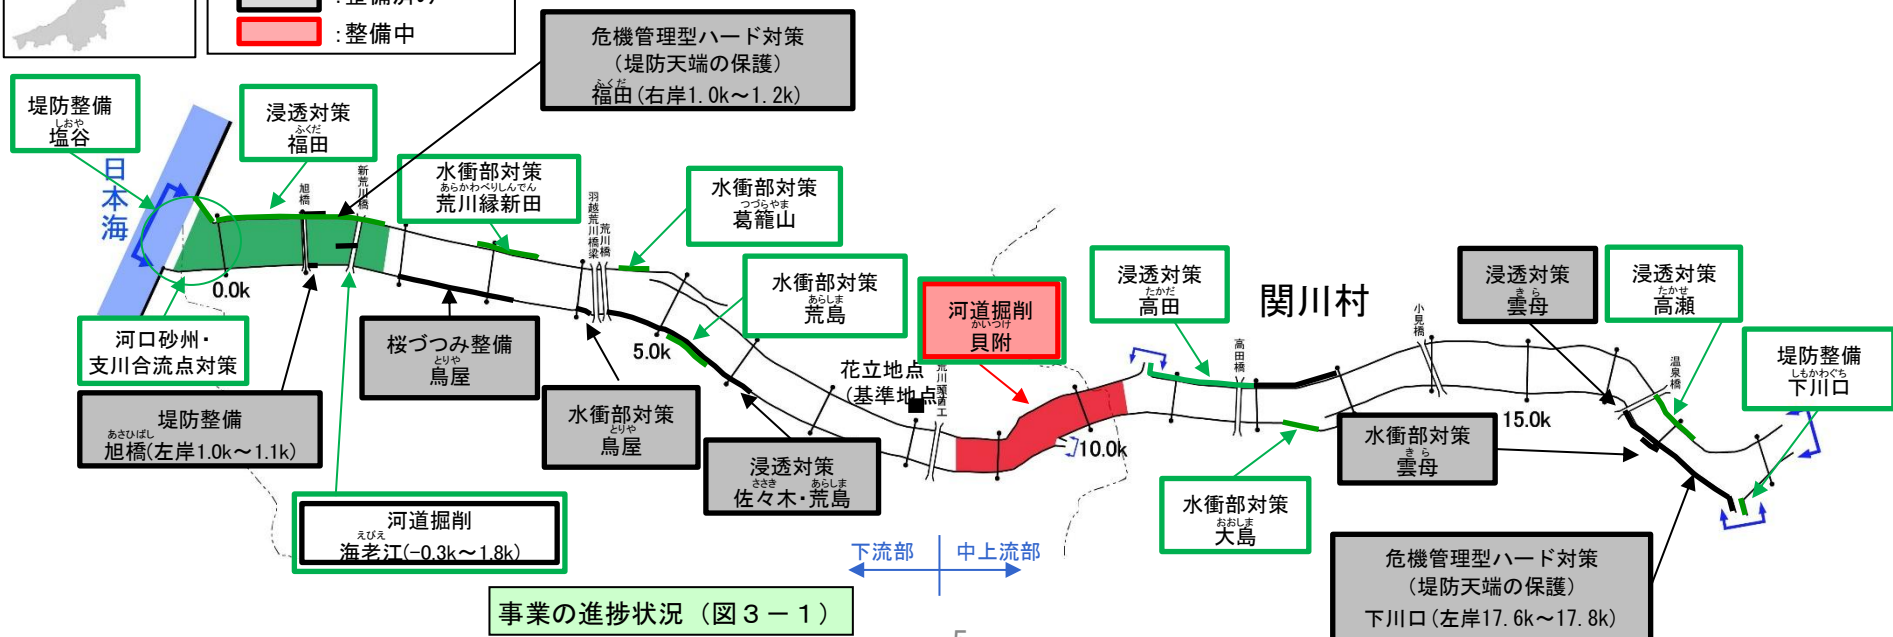 ：整備済み
：整備中
危機管理型ハード対策
（堤防天端の保護）
ふくだ
福田（右岸1.0k～1.2k）
堤防整備
しおや
塩谷
浸透対策
ふくだ
福田
水衝部対策
あらかわべりしんでん
荒川縁新田
水衝部対策
つづらやま
葛籠山
日本海
旭橋
新荒川橋
羽越荒川橋梁
荒川橋
0.0k
5.0k
水衝部対策
あらしま
荒島
河道掘削
かいつけ
貝附
浸透対策
たかだ
高田
関川村
浸透対策
きら
雲母
浸透対策
たかせ
高瀬
小見橋
高田橋
温泉橋
堤防整備
しもかわぐち
下川口
河口砂州・
支川合流点対策
桜づつみ整備
とりや
鳥屋
花立地点
（基準地点）
10.0k
15.0k
堤防整備
あさひばし
旭橋（左岸1.0k～1.1k）
水衝部対策
とりや
鳥屋
浸透対策
ささき あらしま
佐々木・荒島
水衝部対策
きら
雲母
水衝部対策
おおしま
大島
河道掘削
えびえ
海老江(-0.3k～1.8k)
下流部
中上流部
危機管理型ハード対策
（堤防天端の保護）
下川口（左岸17.6k～17.8k）
事業の進捗状況（図３－１）
5